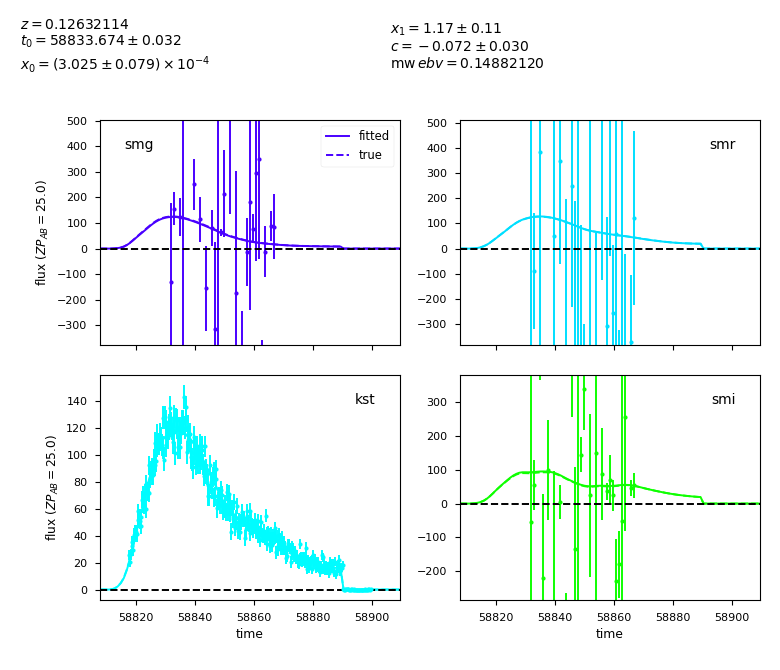 z = 0.12632114
t₀ = 58833.674 ± 0.032
x₀ = (3.025 ± 0.079) × 10⁻⁴
x₁ = 1.17 ± 0.11
c = −0.072 ± 0.030
mw ebv = 0.14882120
smg
fitted
true
500
400
300
200
100
0
−100
−200
−300
flux (ZP_AB = 25.0)
smr
500
400
300
200
100
0
−100
−200
−300
kst
140
120
100
80
60
40
20
0
flux (ZP_AB = 25.0)
58820 58840 58860 58880 58900
time
smi
300
200
100
0
−100
−200
58820 58840 58860 58880 58900
time